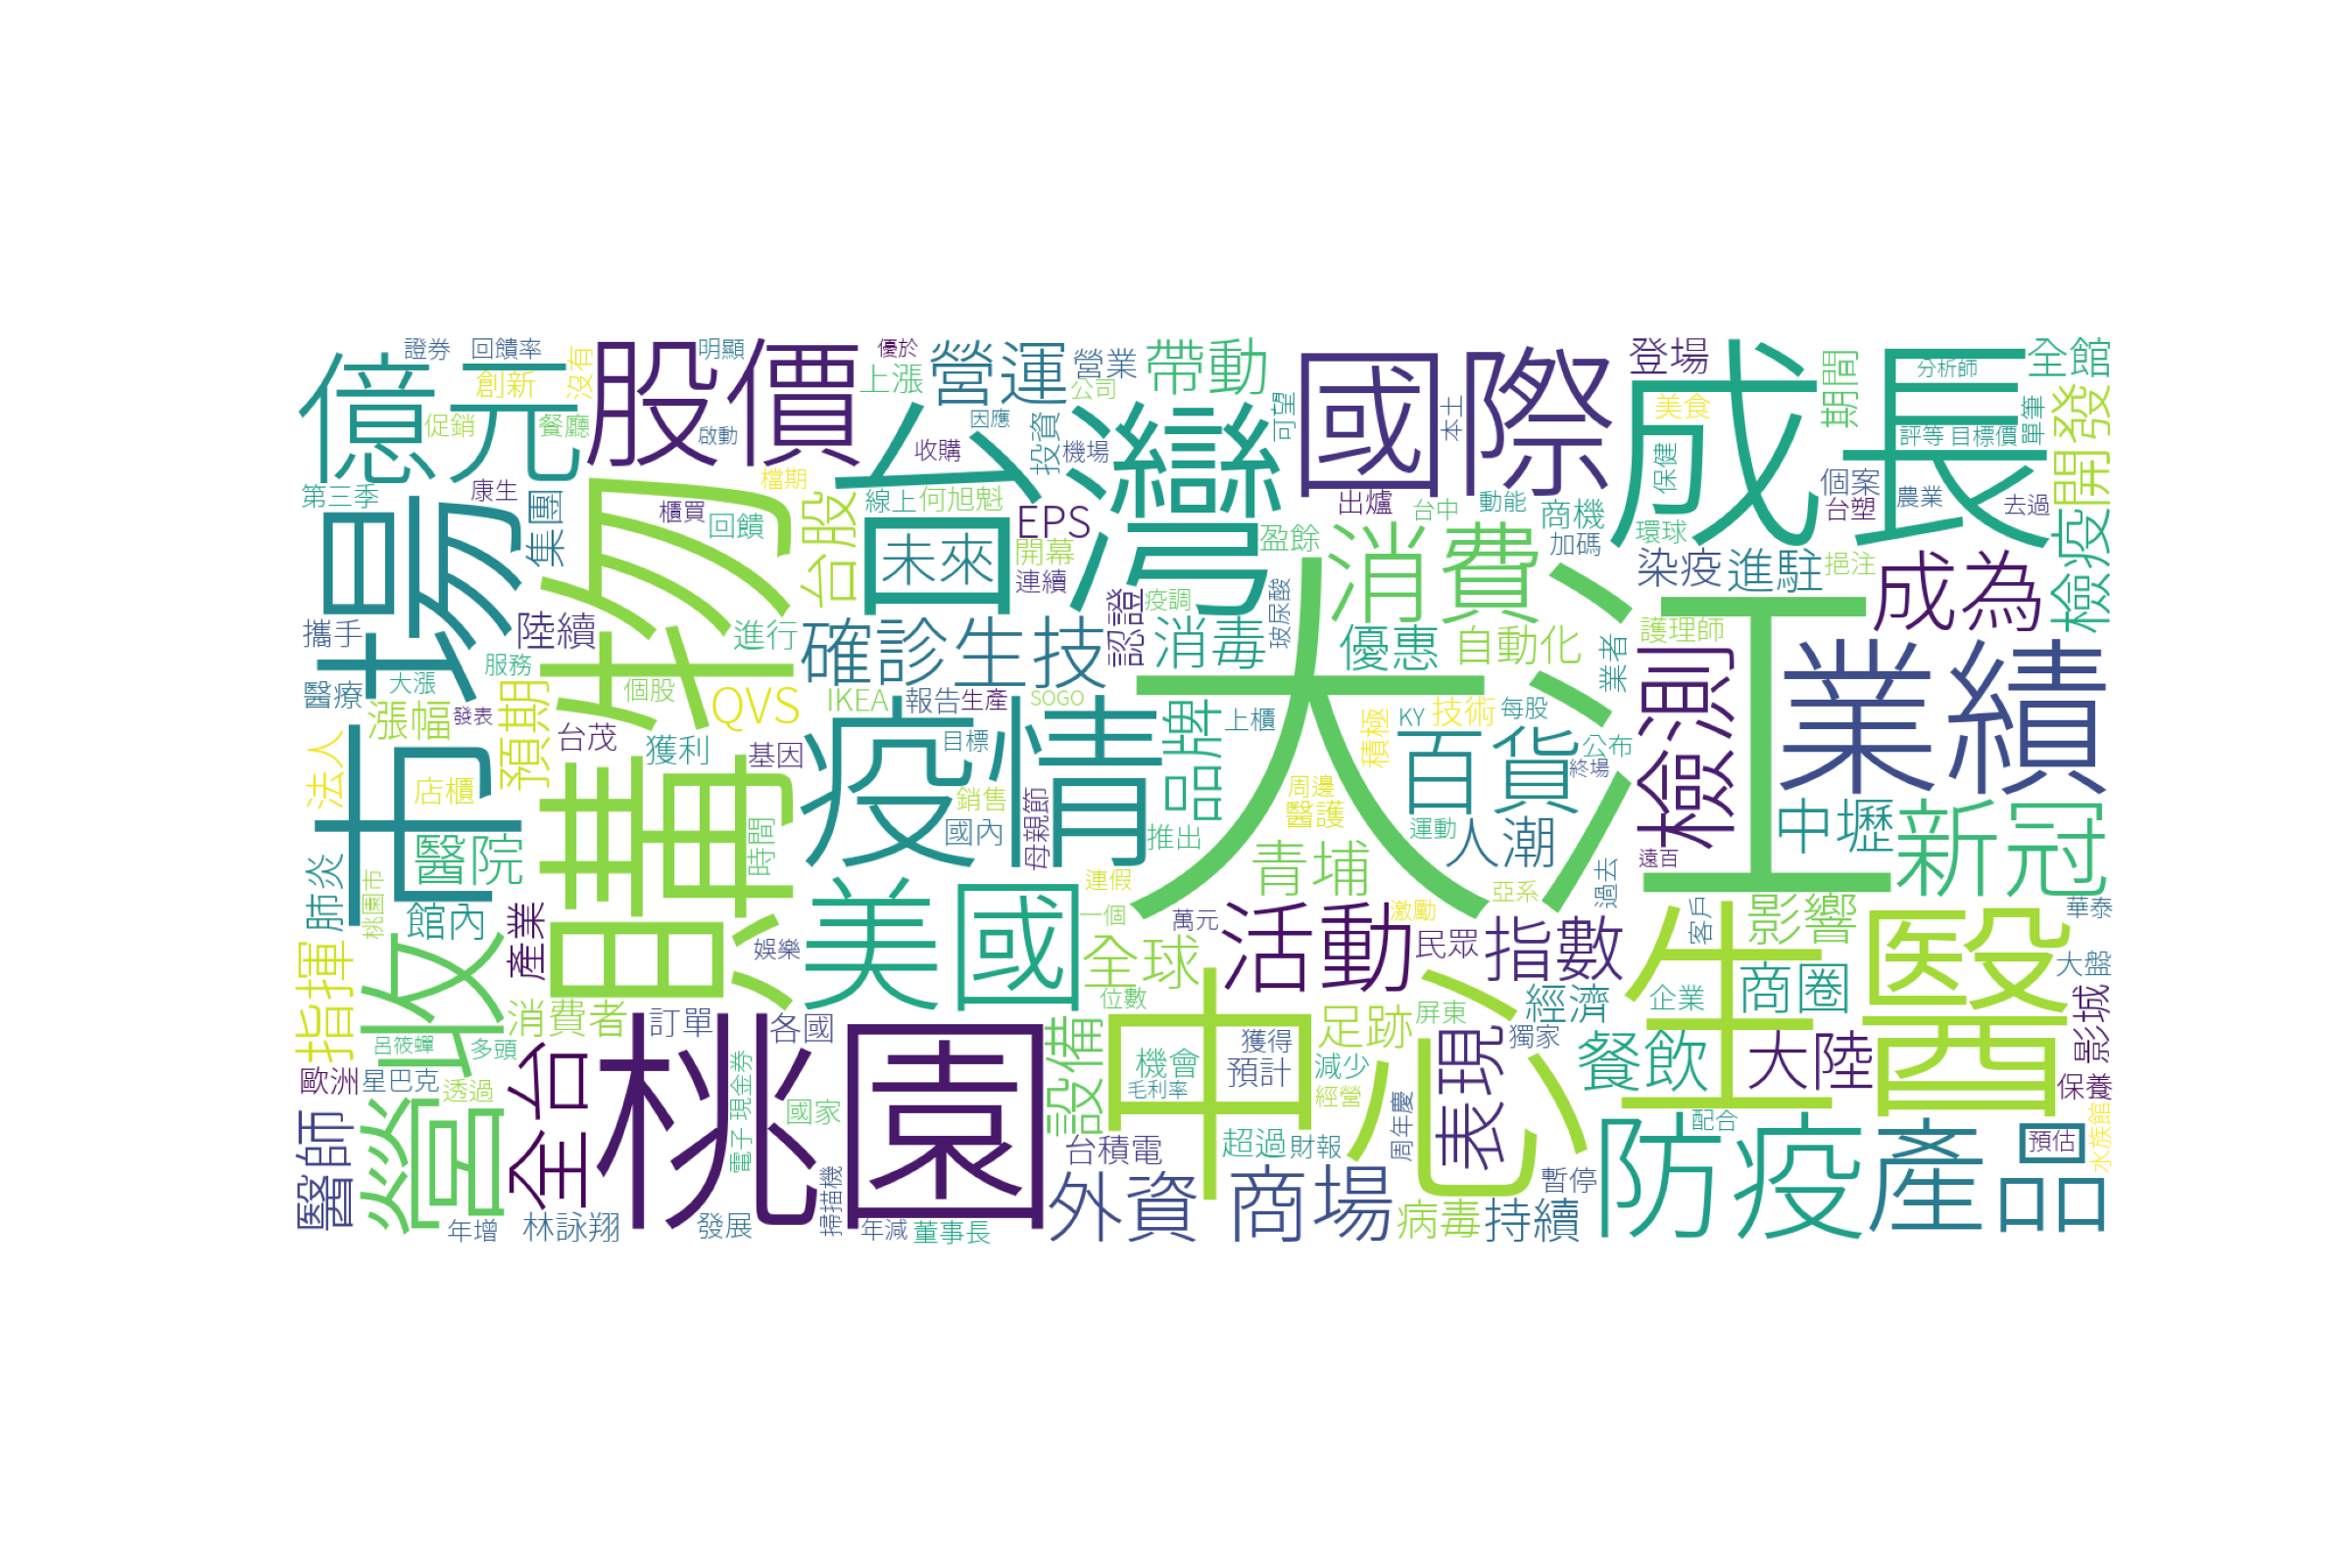 證券
回饋率
沒有
股價
明顯
優於
營運
營業
帶動
國際
登場
成長
期間
分析師
全館
億元
創新
促銷
餐廳
啟動
上漲
公司
因應
投資
可望
本土
美食
評等
目標價
單筆
開發
收購
機場
台灣
第三季
康生
集團
購物
檔期
台股
線上
何旭魁
EPS
出爐
台中
動能
商機
保健
個案
台塑
農業
去過
櫃買
回饋
未來
開幕
連續
盈餘
消費
加碼
環球
染疫
進駐
挹注
成為
檢疫
市場
攜手
陸續
進行
確診
生技
認證
疫調
消毒
玻尿酸
優惠
自動化
業者
護理師
醫療
服務
大漲
個股
QVS
IKEA
報告
生產
SOGO
大江
檢測
業績
漲幅
發表
預期
台茂
獲利
基因
疫情
目標
品牌
上櫃
積極
KY
技術
每股
百貨
公布
終場
法人
店櫃
銷售
國內
母親節
推出
周邊
醫護
運動
人潮
遠百
中壢
新冠
醫院
時間
肺炎
桃園市
館內
產業
娛樂
美國
連假
一個
萬元
青埔
活動
激勵
民眾
亞系
過去
指數
客戶
影響
華泰
指揮
營收
消費者
訂單
各國
全球
位數
中心
足跡
屏東
表現
獨家
經濟
企業
商圈
生醫
大盤
影城
呂筱蟬
多頭
歐洲
星巴克
透過
全台
桃園
電子
現金券
國家
設備
機會
毛利率
獲得
預計
減少
經營
餐飲
大陸
保養
水族館
醫師
台積電
超過
財報
周年慶
防疫
配合
產品
預估
年增
林詠翔
發展
掃描機
年減
董事長
外資
商場
病毒
持續
暫停